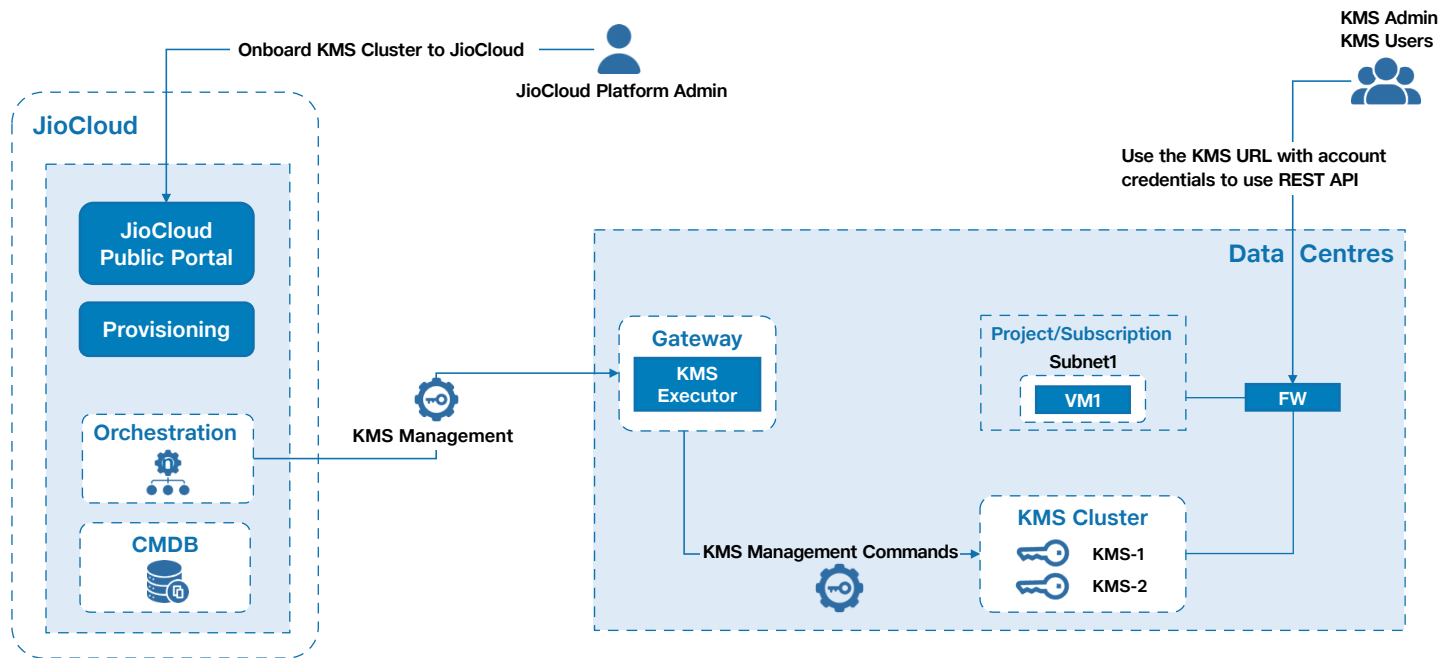 Onboard KMS Cluster to JioCloud
JioCloud Platform Admin
KMS Admin
KMS Users
Use the KMS URL with account
credentials to use REST API
JioCloud
JioCloud
Public Portal
Provisioning
Orchestration
CMDB
KMS Management
Data Centres
Gateway
KMS
Executor
Project/Subscription
Subnet1
VM1
FW
KMS Management Commands
KMS Cluster
KMS-1
KMS-2